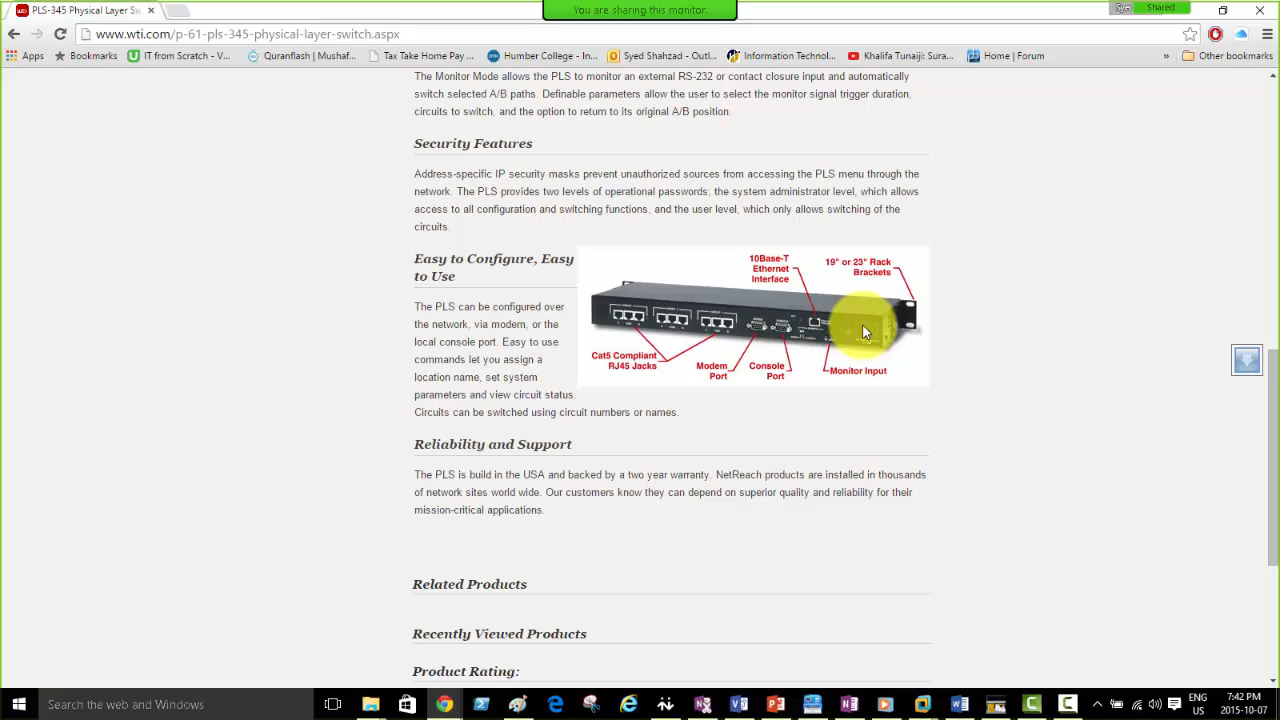 PLS-345 Physical Layer Sw
You are sharing this monitor.
Shared
www.wti.com/p-61-pls-345-physical-layer-switch.aspx
Apps
Bookmarks
IT from Scratch - V...
Quranflash | Mushaf...
Tax Take Home Pay ...
Humber College - In...
Syed Shahzad - Outl...
Information Technol...
Khalifa Tunaiji: Sura...
Home | Forum
»
Other bookmarks
The Monitor Mode allows the PLS to monitor an external RS-232 or contact closure input and automatically
switch selected A/B paths. Definable parameters allow the user to select the monitor signal trigger duration,
circuits to switch, and the option to return to its original A/B position.
Security Features
Address-specific IP security masks prevent unauthorized sources from accessing the PLS menu through the
network. The PLS provides two levels of operational passwords; the system administrator level, which allows
access to all configuration and switching functions, and the user level, which only allows switching of the
circuits.
Easy to Configure, Easy
to Use
The PLS can be configured over
the network, via modem, or the
local console port. Easy to use
commands let you assign a
location name, set system
parameters and view circuit status.
Circuits can be switched using circuit numbers or names.
10Base-T
Ethernet
Interface
19" or 23" Rack
Brackets
Cat5 Compliant
RJ45 Jacks
Modem
Port
Console
Port
Monitor Input
Reliability and Support
The PLS is build in the USA and backed by a two year warranty. NetReach products are installed in thousands
of network sites world wide. Our customers know they can depend on superior quality and reliability for their
mission-critical applications.
Related Products
Recently Viewed Products
Product Rating:
Search the web and Windows
ENG
US
7:42 PM
2015-10-07